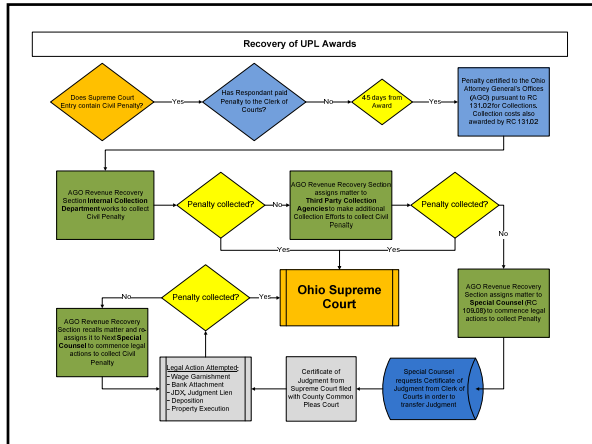 Recovery of UPL Awards
Does Supreme Court
Entry contain Civil Penalty?
Yes
Has Respondant paid
Penalty to the Clerk of
Courts?
No
45 days from
Award
Yes
Penalty certified to the Ohio
Attorney General's Offices
(AGO) pursuant to RC
131.02 for Collections.
Collection costs also
awarded by RC 131.02
AGO Revenue Recovery
Section Internal Collection
Department works to collect
Civil Penalty
Penalty collected?
No
AGO Revenue Recovery Section
assigns matter to
Third Party Collection
Agencies to make additional
Collection Efforts to collect Civil
Penalty
Penalty collected?
No
Yes
Yes
AGO Revenue Recovery
Section assigns matter to
Special Counsel (RC
109.08) to commence legal
actions to collect Penalty
Ohio Supreme
Court
Yes
Penalty collected?
No
AGO Revenue Recovery
Section recalls matter and re-
assigns it to Next Special
Counsel to commence legal
actions to collect Civil
Penalty
Legal Action Attempted:
– Wage Garnishment
– Bank Attachment
– JDX, Judgment Lien
– Deposition
– Property Execution
Certificate of
Judgment from
Supreme Court filed
with County Common
Pleas Court
Special Counsel
requests Certificate of
Judgment from Clerk of
Courts in order to
transfer Judgment